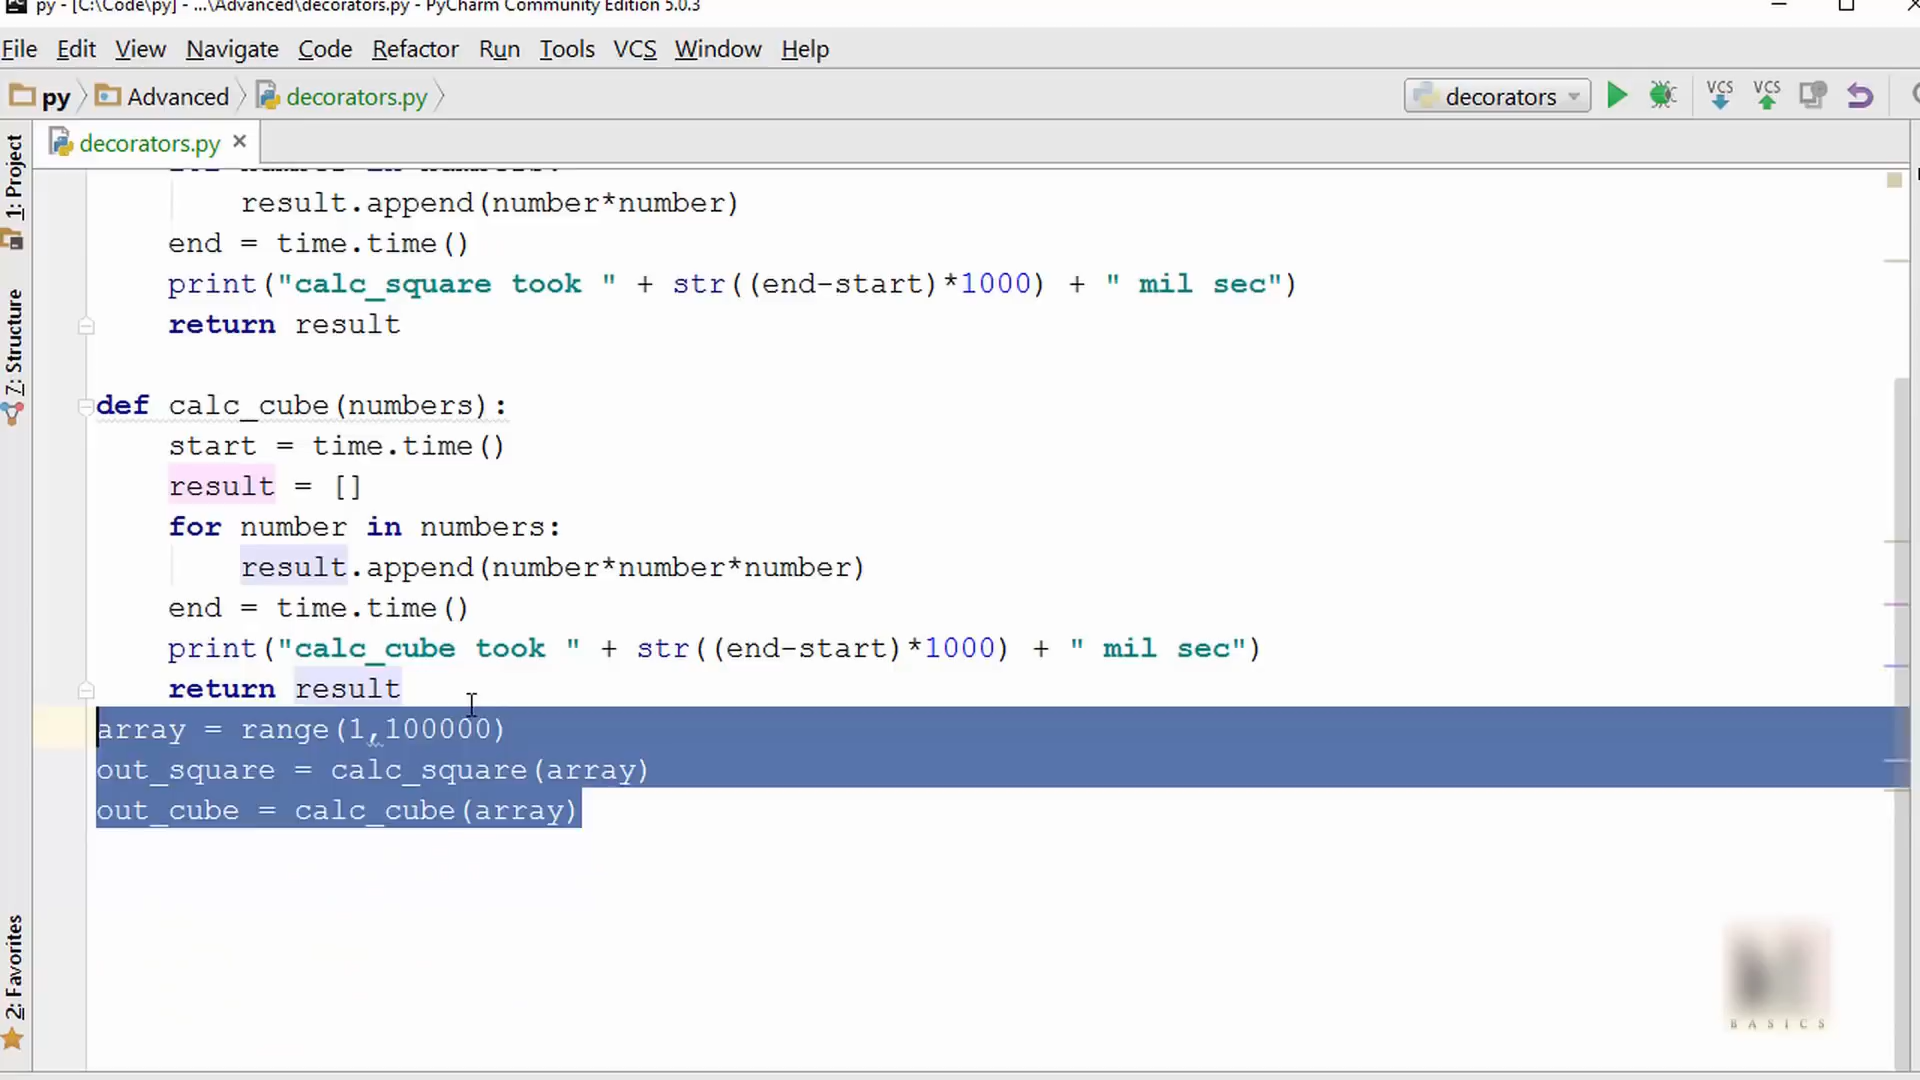 py - [C:\Code\py] - ...\Advanced\decorators.py - PyCharm Community Edition 5.0.3
File Edit View Navigate Code Refactor Run Tools VCS Window Help
py Advanced decorators.py decorators VCS VCS
decorators.py
1: Project
7: Structure
2: Favorites
result.append(number*number)
end = time.time()
print("calc_square took " + str((end-start)*1000) + " mil sec")
return result
def calc_cube(numbers):
start = time.time()
result = []
for number in numbers:
result.append(number*number*number)
end = time.time()
print("calc_cube took " + str((end-start)*1000) + " mil sec")
return result
array = range(1,100000)
out_square = calc_square(array)
out_cube = calc_cube(array)
BASICS